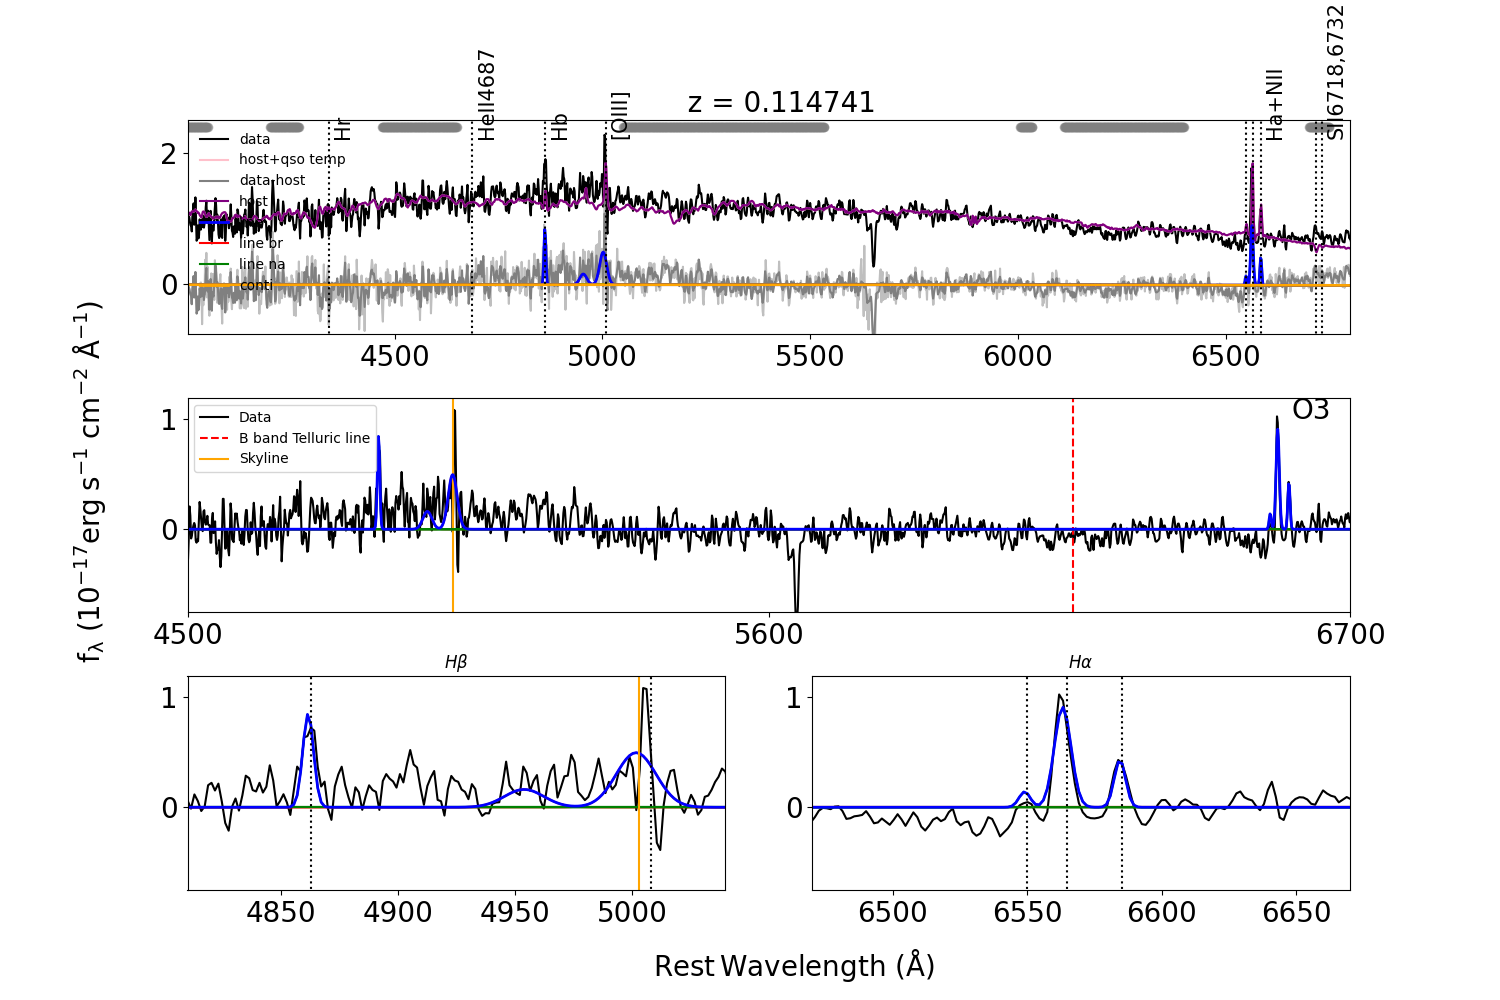 z = 0.114741
Hr
HeII4687
Hb
[OIII]
Ha+NII
SII6718,6732
data
host+qso temp
data-host
host
line br
line na
conti
2
0
4500 5000 5500 6000 6500
fλ (10⁻¹⁷erg s⁻¹ cm⁻² Å⁻¹)
Data
B band Telluric line
Skyline
O3
1
0
4500 5600 6700
Hβ
1
0
4850 4900 4950 5000
Hα
1
0
6500 6550 6600 6650
Rest Wavelength (Å)